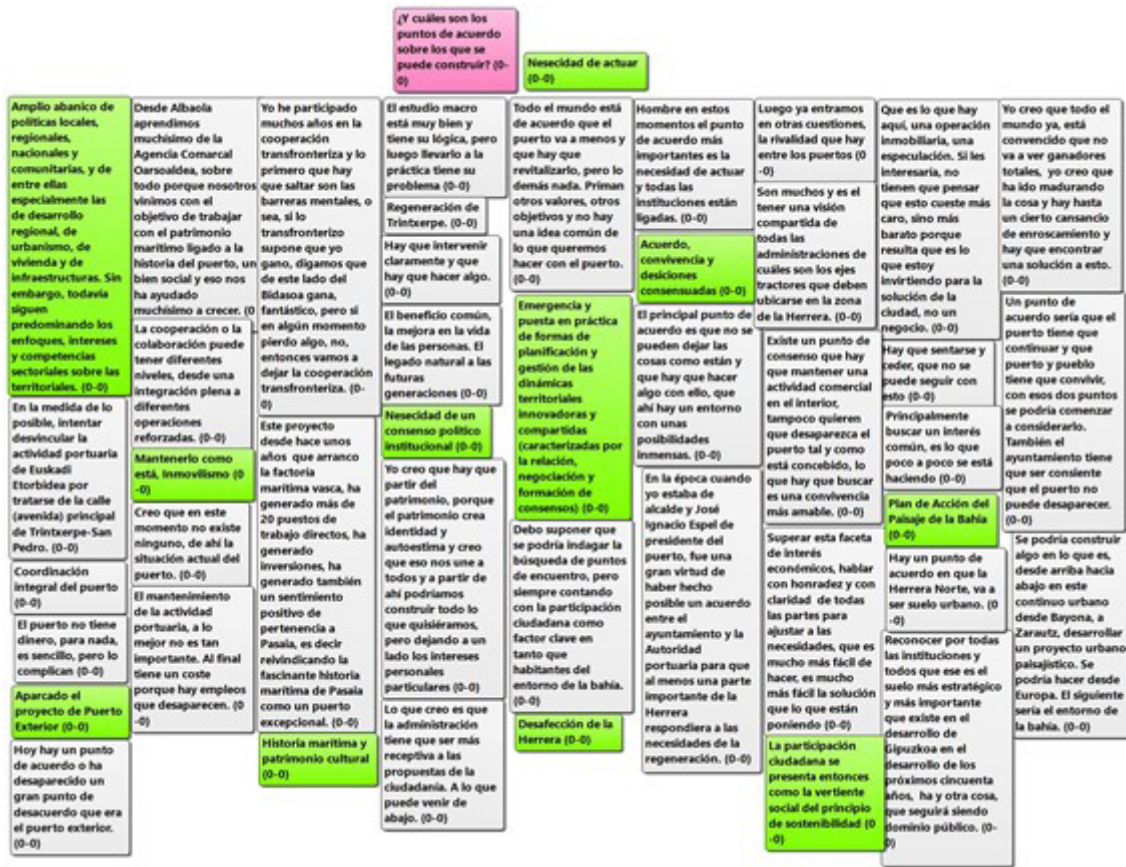 ¿Y cuáles son los
puntos de acuerdo
sobre los que se
puede construir? (0-
0)
Nesecidad de actuar
(0-0)
Amplio abanico de
políticas locales,
regionales,
nacionales y
comunitarias, y de
entre ellas
especialmente las
de desarrollo
regional, de
urbanismo, de
vivienda y de
infraestructuras. Sin
embargo, todavía
siguen
predominando los
enfoques, intereses
y competencias
sectoriales sobre las
territoriales. (0-0)
En la medida de lo
posible, intentar
desvincular la
actividad portuaria
de Euskadi
Etorbidea por
tratarse de la calle
(avenida) principal
de Trintxerpe-San
Pedro. (0-0)
Coordinación
integral del puerto
(0-0)
El puerto no tiene
dinero, para nada,
es sencillo, pero lo
complican (0-0)
Aparcado el
proyecto de Puerto
Exterior (0-0)
Hoy hay un punto
de acuerdo o ha
desaparecido un
gran punto de
desacuerdo que era
el puerto exterior.
(0-0)
Desde Albaola
aprendimos
muchísimo de la
Agencia Comarcal
Oarsoaldea, sobre
todo porque nosotros
vinimos con el
objetivo de trabajar
con el patrimonio
marítimo ligado a la
historia del puerto, un
bien social y eso nos
ha ayudado
muchísimo a crecer. (0
La cooperación o la
colaboración puede
tener diferentes
niveles, desde una
integración plena a
diferentes
operaciones
reforzadas. (0-0)
Mantenerlo como
está, Inmovilismo (0
-0)
Creo que en este
momento no existe
ninguno, de ahí la
situación actual del
puerto. (0-0)
El mantenimiento
de la actividad
portuaria, a lo
mejor no es tan
importante. Al final
tiene un coste
porque hay empleos
que desaparecen. (0
-0)
Yo he participado
muchos años en la
cooperación
transfronteriza y lo
primero que hay
que saltar son las
barreras mentales, o
sea, si lo
transfronterizo
supone que yo
gano, digamos que
de este lado del
Bidasoa gana,
fantástico, pero si
en algún momento
pierdo algo, no,
entonces vamos a
dejar la cooperación
transfronteriza. (0-
0)
Este proyecto
desde hace unos
años que arranco
la factoría
marítima vasca, ha
generado más de
20 puestos de
trabajo directos, ha
generado
inversiones, ha
generado también
un sentimiento
positivo de
pertenencia a
Pasaia, es decir
reivindicando la
fascinante historia
marítima de Pasaia
como un puerto
excepcional. (0-0)
Historia marítima y
patrimonio cultural
(0-0)
El estudio macro
está muy bien y
tiene su lógica, pero
luego llevarlo a la
práctica tiene su
problema (0-0)
Regeneración de
Trintxerpe. (0-0)
Hay que intervenir
claramente y que
hay que hacer algo.
(0-0)
El beneficio común,
la mejora en la vida
de las personas. El
legado natural a las
futuras
generaciones (0-0)
Nesecidad de un
consenso político
institucional (0-0)
Yo creo que hay que
partir del
patrimonio, porque
el patrimonio crea
identidad y
autoestima y creo
que eso nos une a
todos y a partir de
ahí podríamos
construir todo lo
que quisiéramos,
pero dejando a un
lado los intereses
personales
particulares (0-0)
Lo que creo es que
la administración
tiene que ser más
receptiva a las
propuestas de la
ciudadanía. A lo que
puede venir de
abajo. (0-0)
Todo el mundo está
de acuerdo que el
puerto va a menos y
que hay que
revitalizarlo, pero lo
demás nada. Priman
otros valores, otros
objetivos y no hay
una idea común de
lo que queremos
hacer con el puerto.
(0-0)
Emergencia y
puesta en práctica
de formas de
planificación y
gestión de las
dinámicas
territoriales
innovadoras y
compartidas
(caracterizadas por
la relación,
negociación y
formación de
consensos) (0-0)
Debo suponer que
se podría indagar la
búsqueda de puntos
de encuentro, pero
siempre contando
con la participación
ciudadana como
factor clave en
tanto que
habitantes del
entorno de la bahía.
(0-0)
Desafección de la
Herrera (0-0)
Hombre en estos
momentos el punto
de acuerdo más
importantes es la
necesidad de actuar
y todas las
instituciones están
ligadas. (0-0)
Acuerdo,
convivencia y
desiciones
consensuadas (0-0)
El principal punto de
acuerdo es que no se
pueden dejar las
cosas como están y
que hay que hacer
algo con ello, que
ahí hay un entorno
con unas
posibilidades
inmensas. (0-0)
En la época cuando
yo estaba de
alcalde y José
Ignacio Espel de
presidente del
puerto, fue una
gran virtud de
haber hecho
posible un acuerdo
entre el
ayuntamiento y la
Autoridad
portuaria para que
al menos una parte
importante de la
Herrera
respondiera a las
necesidades de la
regeneración. (0-0)
Luego ya entramos
en otras cuestiones,
la rivalidad que hay
entre los puertos (0
-0)
Son muchos y es el
tener una visión
compartida de
todas las
administraciones de
cuáles son los ejes
tractores que deben
ubicarse en la zona
de la Herrera. (0-0)
Existe un punto de
consenso que hay
que mantener una
actividad comercial
en el interior,
tampoco quieren
que desaparezca el
puerto tal y como
está concebido, lo
que hay que buscar
es una convivencia
más amable. (0-0)
Superar esta faceta
de interés
económicos, hablar
con honradez y con
claridad de todas
las partes para
ajustar a las
necesidades, que es
mucho más fácil de
hacer, es mucho
más fácil la solución
que lo que están
poniendo (0-0)
La participación
ciudadana se
presenta entonces
como la vertiente
social del principio
de sostenibilidad (0
-0)
Que es lo que hay
aquí, una operación
inmobiliaria, una
especulación. Si les
interesaría, no
tienen que pensar
que esto cueste más
caro, sino más
barato porque
resulta que es lo
que estoy
invirtiendo para la
solución de la
ciudad, no un
negocio. (0-0)
Hay que sentarse y
ceder, que no se
puede seguir con
esto (0-0)
Principalmente
buscar un interés
común, es lo que
poco a poco se está
haciendo (0-0)
Plan de Acción del
Paisaje de la Bahía
(0-0)
Hay un punto de
acuerdo en que la
Herrera Norte, va a
ser suelo urbano. (0
-0)
Reconocer por todas
las instituciones y
todos que ese es el
suelo más estratégico
y más importante
que existe en el
desarrollo de
Gipuzkoa en el
desarrollo de los
próximos cincuenta
años, ha y otra cosa,
que seguirá siendo
dominio público. (0-
0)
Yo creo que todo el
mundo ya, está
convencido que no
va a ver ganadores
totales, yo creo que
ha ido madurando
la cosa y hay hasta
un cierto cansancio
de enroscamiento y
hay que encontrar
una solución a esto.
(0-0)
Un punto de
acuerdo sería que el
puerto tiene que
continuar y que
puerto y pueblo
tiene que convivir,
con esos dos puntos
se podría comenzar
a considerarlo.
También el
ayuntamiento tiene
que ser consiente
que el puerto no
puede desaparecer.
(0-0)
Se podría construir
algo en lo que es,
desde arriba hacia
abajo en este
continuo urbano
desde Bayona, a
Zarautz, desarrollar
un proyecto urbano
paisajístico. Se
podría hacer desde
Europa. El siguiente
sería el entorno de
la bahía. (0-0)